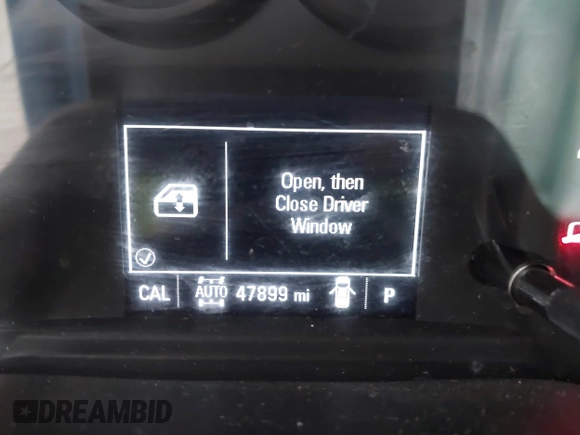 Open, then
Close Driver
Window
CAL AUTO 47899 mi P
DREAMBID